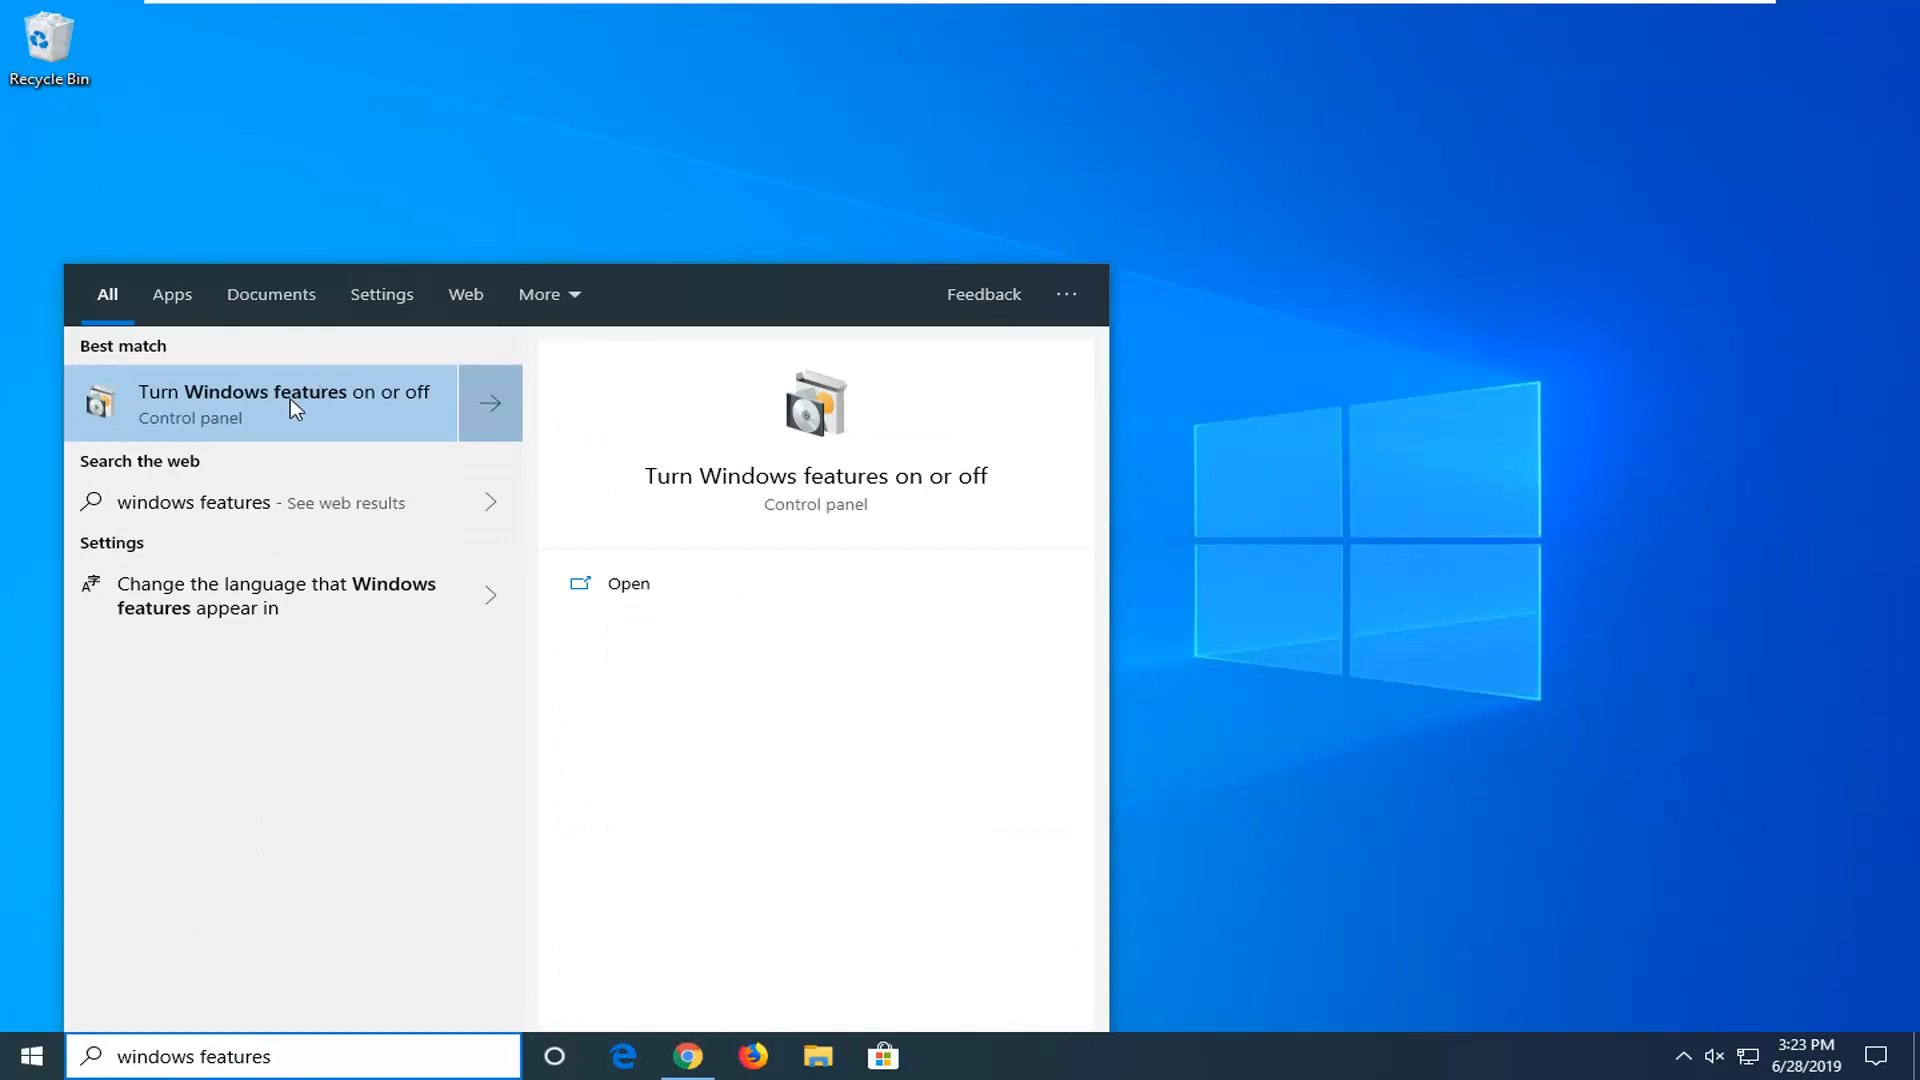 Recycle Bin
All Apps Documents Settings Web More Feedback ...
Best match
Turn Windows features on or off
Control panel
Search the web
windows features - See web results
Settings
Change the language that Windows
features appear in
Turn Windows features on or off
Control panel
Open
windows features
3:23 PM
6/28/2019